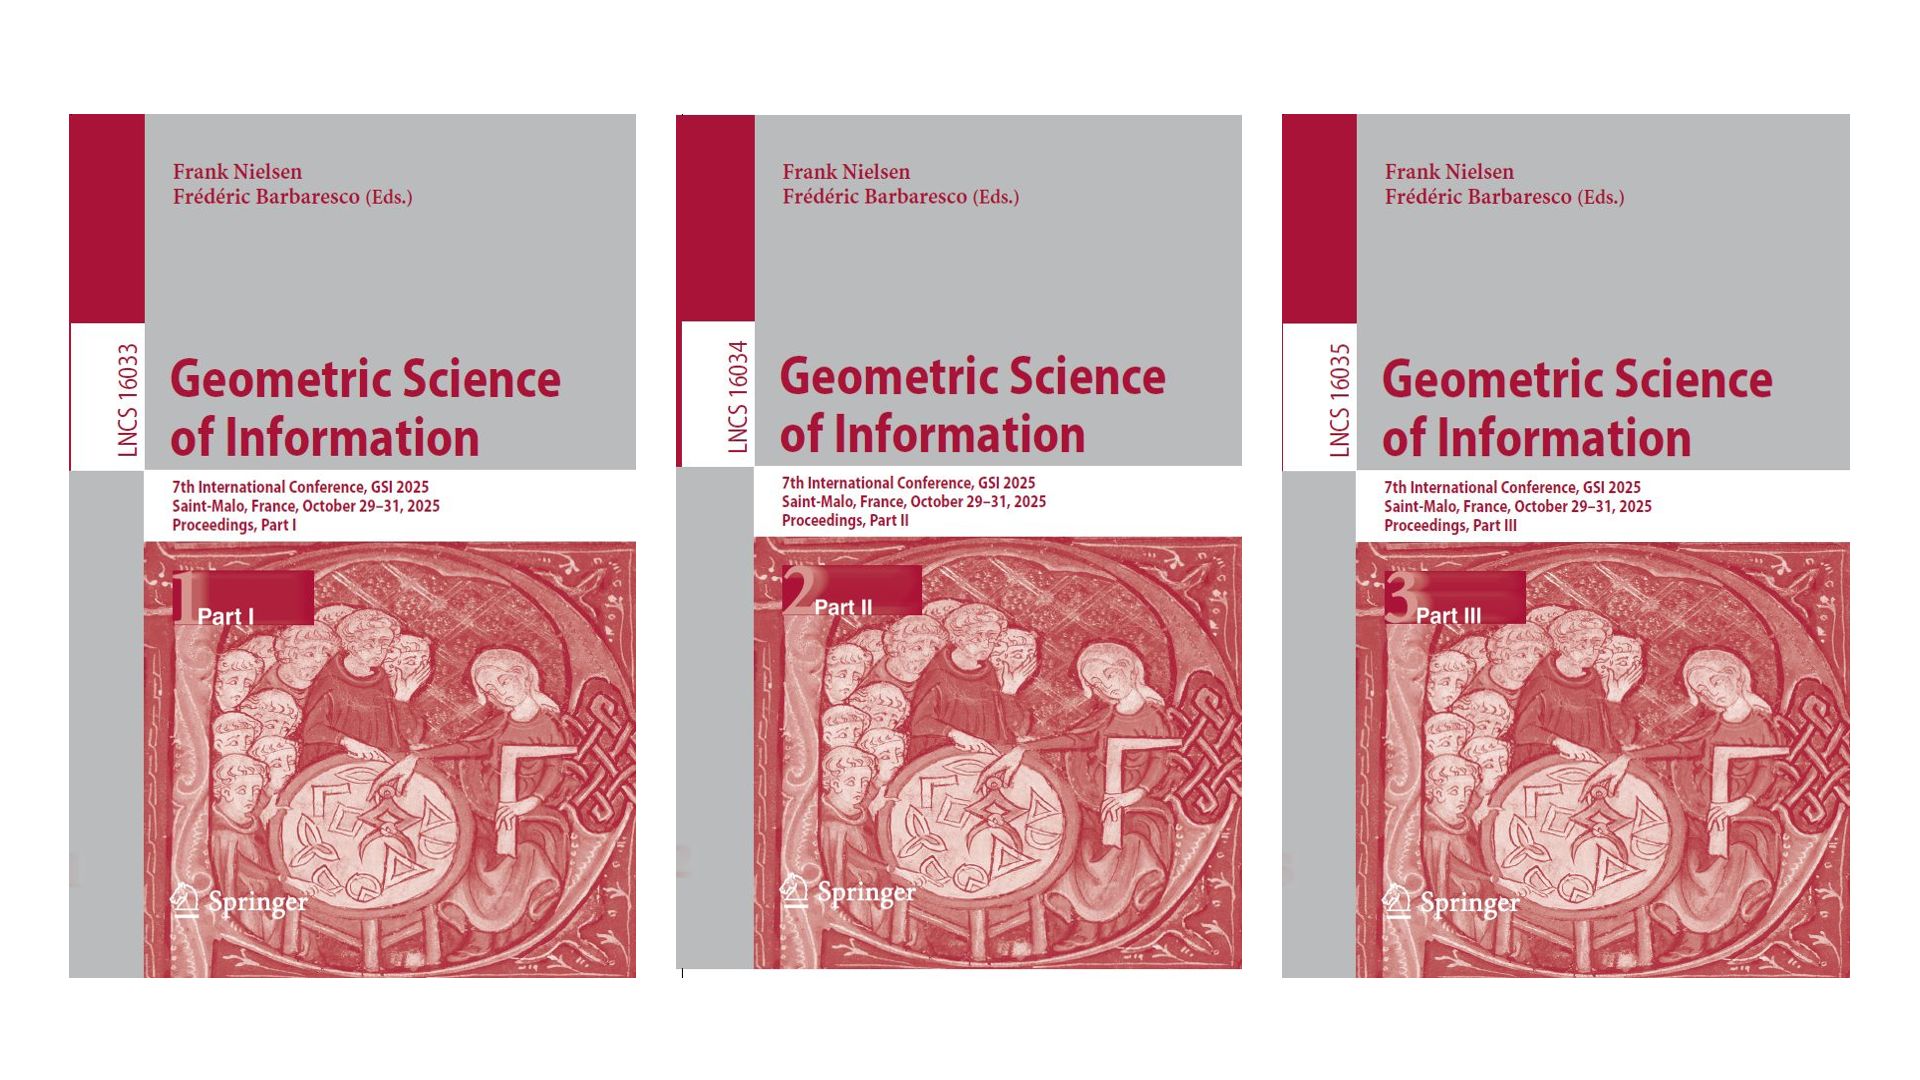 Frank Nielsen
Frédéric Barbaresco (Eds.)
LNCS 16033
Geometric Science
of Information
7th International Conference, GSI 2025
Saint-Malo, France, October 29–31, 2025
Proceedings, Part I
1 Part I
Springer
Frank Nielsen
Frédéric Barbaresco (Eds.)
LNCS 16034
Geometric Science
of Information
7th International Conference, GSI 2025
Saint-Malo, France, October 29–31, 2025
Proceedings, Part II
2 Part II
Springer
Frank Nielsen
Frédéric Barbaresco (Eds.)
LNCS 16035
Geometric Science
of Information
7th International Conference, GSI 2025
Saint-Malo, France, October 29–31, 2025
Proceedings, Part III
3 Part III
Springer